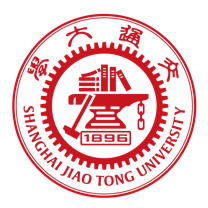 交通大學
1896
SHANGHAI JIAO TONG UNIVERSITY